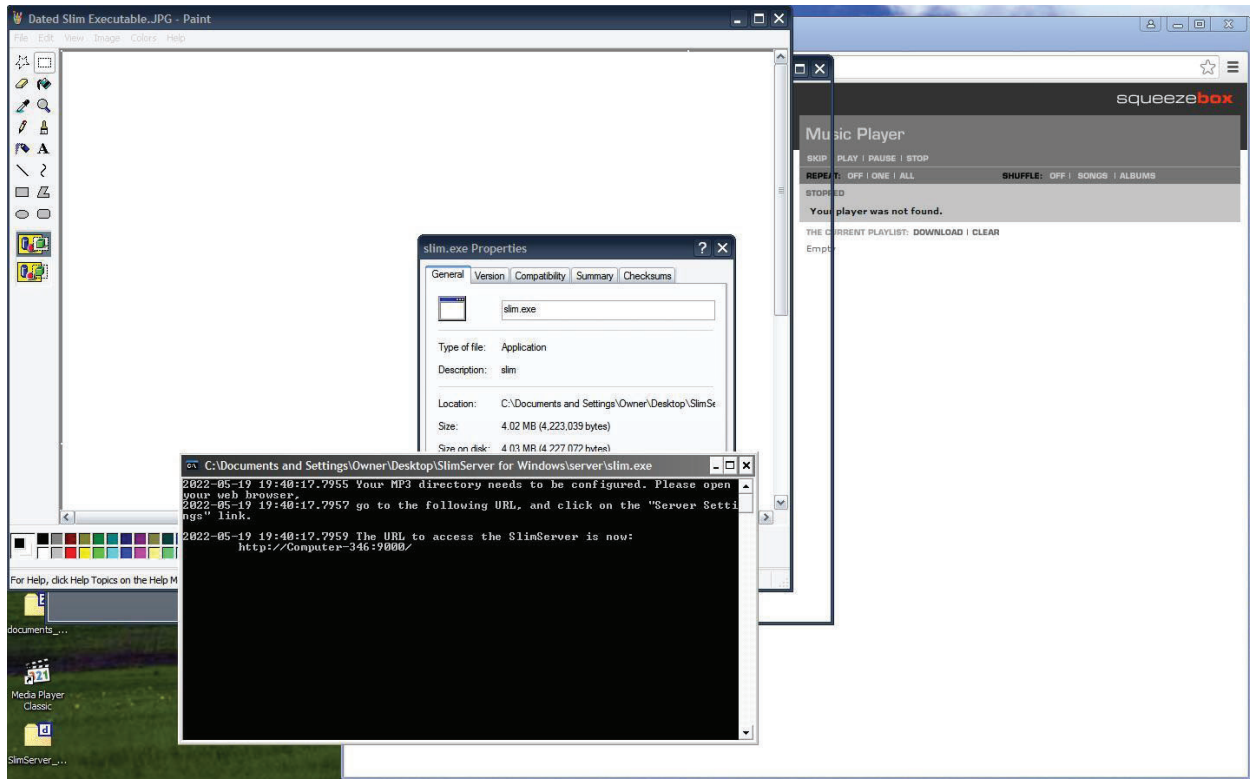 Dated Slim Executable.JPG - Paint
File Edit View Image Colors Help
squeezebox
Music Player
SKIP PLAY | PAUSE | STOP
REPEAT: OFF | ONE | ALL SHUFFLE: OFF | SONGS | ALBUMS
STOPPED
Your player was not found.
THE CURRENT PLAYLIST: DOWNLOAD | CLEAR
Empty
slim.exe Properties
General Version Compatibility Summary Checksums
slim.exe
Type of file: Application
Description: slim
Location: C:\Documents and Settings\Owner\Desktop\SlimSe
Size: 4.02 MB (4,223,039 bytes)
Size on disk: 4.03 MB (4,227,072 bytes)
C:\Documents and Settings\Owner\Desktop\SlimServer for Windows\server\slim.exe
2022-05-19 19:40:17.7955 Your MP3 directory needs to be configured. Please open
your web browser,
2022-05-19 19:40:17.7957 go to the following URL, and click on the "Server Setti
ngs" link.
2022-05-19 19:40:17.7959 The URL to access the SlimServer is now:
http://Computer-346:9000/
For Help, click Help Topics on the Help M
documents_...
Media Player
Classic
SlimServer_...